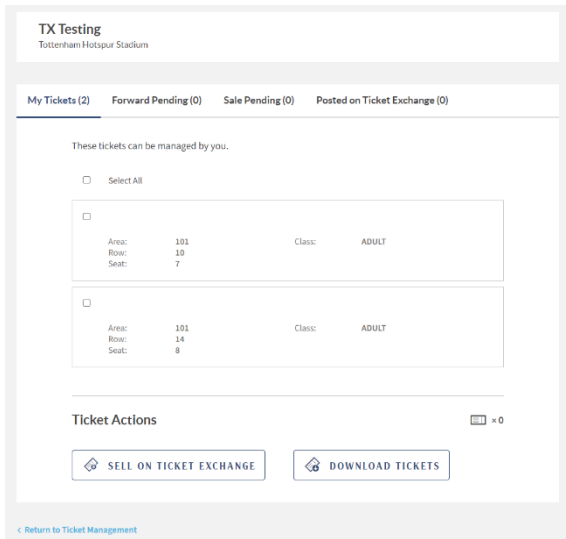 TX Testing
Tottenham Hotspur Stadium
My Tickets (2) Forward Pending (0) Sale Pending (0) Posted on Ticket Exchange (0)
These tickets can be managed by you.
Select All
Area: 101 Class: ADULT
Row: 10
Seat: 7
Area: 101 Class: ADULT
Row: 14
Seat: 8
Ticket Actions × 0
SELL ON TICKET EXCHANGE DOWNLOAD TICKETS
< Return to Ticket Management